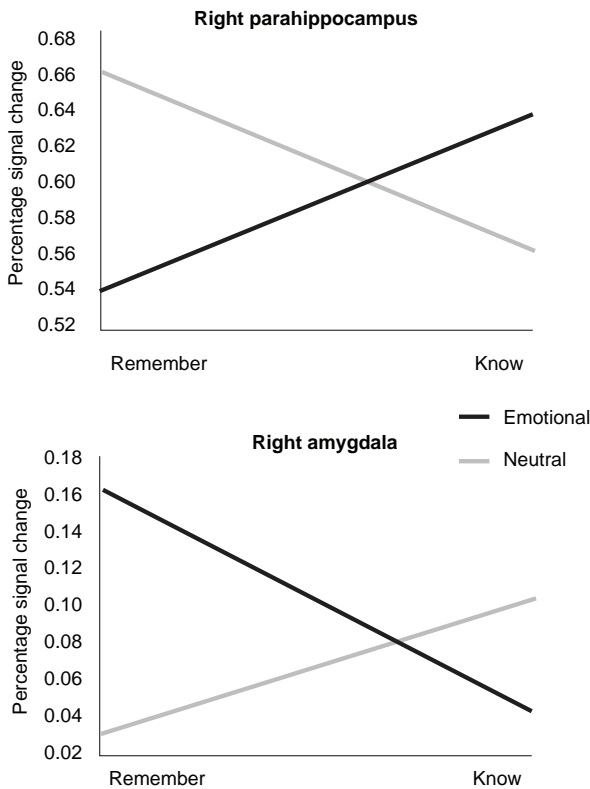 Right parahippocampus
Percentage signal change
0.68
0.66
0.64
0.62
0.60
0.58
0.56
0.54
0.52
Remember Know
Emotional
Neutral
Right amygdala
Percentage signal change
0.18
0.16
0.14
0.12
0.10
0.08
0.06
0.04
0.02
Remember Know